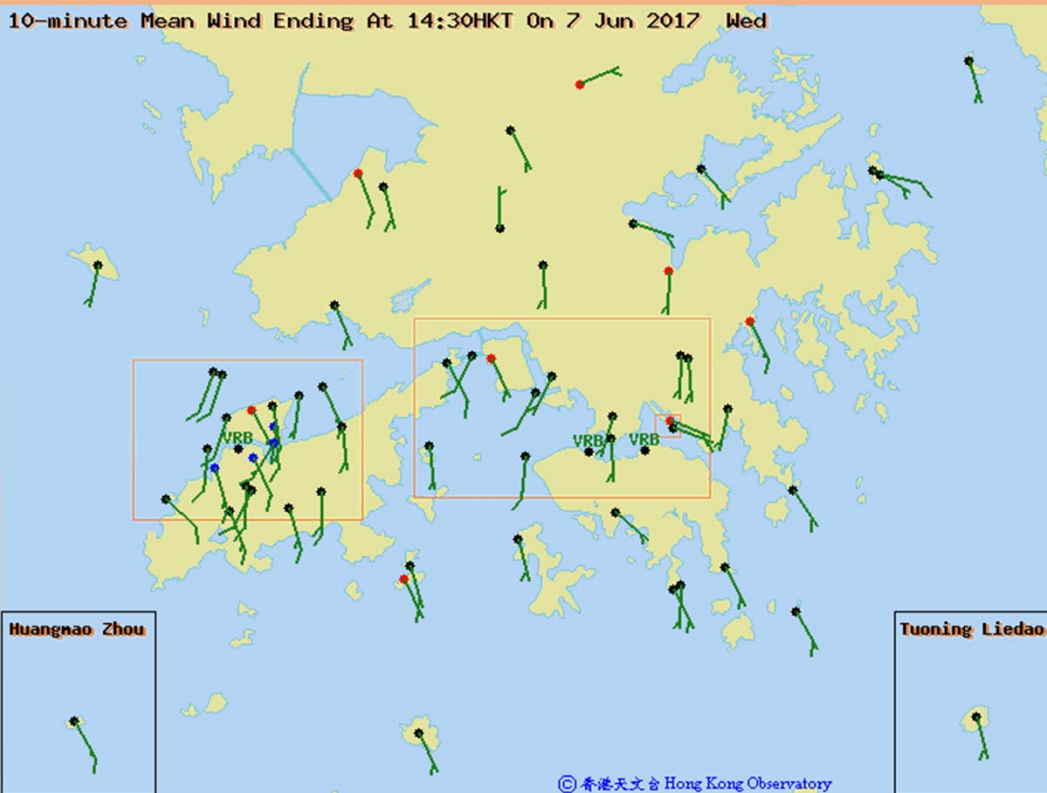 10-minute Mean Wind Ending At 14:30HKT On 7 Jun 2017 Wed
VRB
VRB
VRB
Huangmao Zhou
Tuoning Liedao
© 香港天文台 Hong Kong Observatory